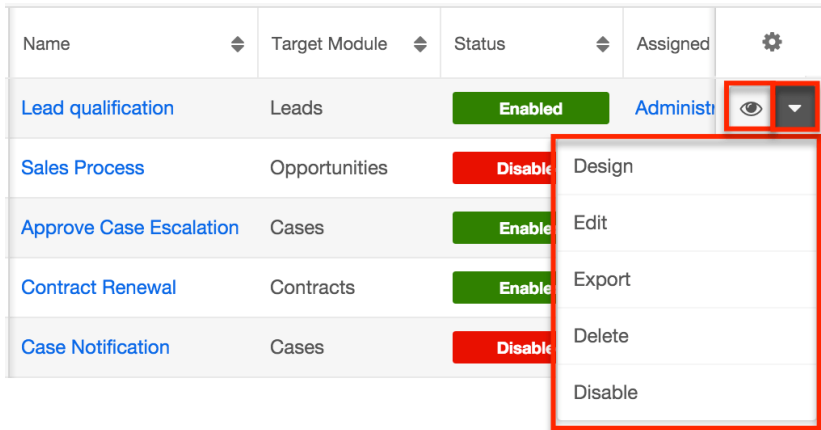 Name Target Module Status Assigned
Lead qualification Leads Enabled Administr
Sales Process Opportunities Disable
Design
Approve Case Escalation Cases Enable
Edit
Contract Renewal Contracts Enable
Export
Case Notification Cases Disable
Delete
Disable